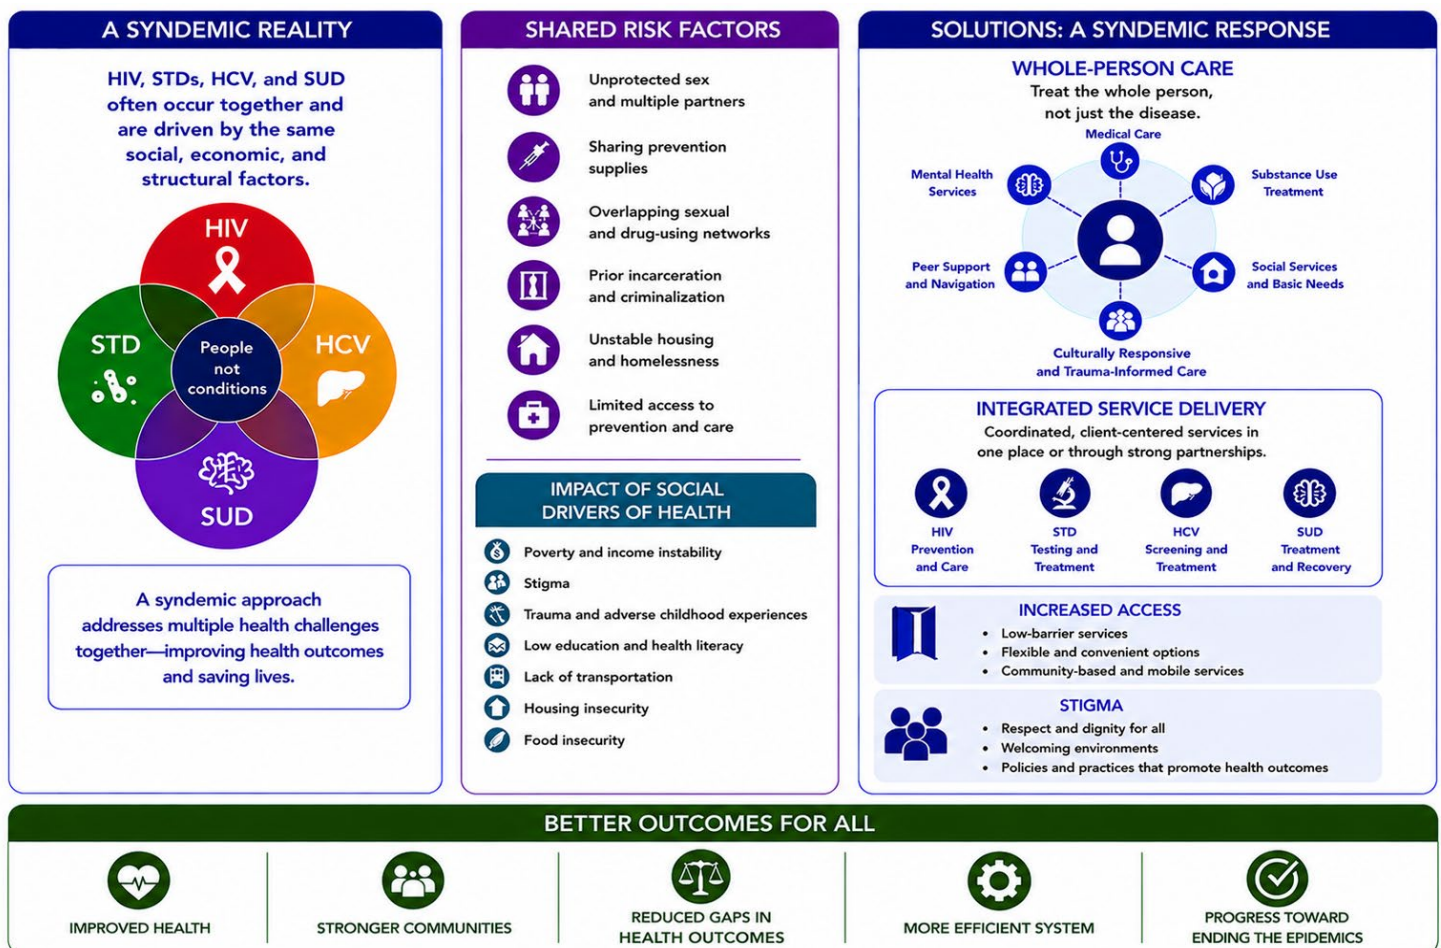 A SYNDEMIC REALITY
HIV, STDs, HCV, and SUD
often occur together and
are driven by the same
social, economic, and
structural factors.
HIV
STD
HCV
People
not
conditions
SUD
A syndemic approach
addresses multiple health challenges
together—improving health outcomes
and saving lives.
SHARED RISK FACTORS
Unprotected sex
and multiple partners
Sharing prevention
supplies
Overlapping sexual
and drug-using networks
Prior incarceration
and criminalization
Unstable housing
and homelessness
Limited access to
prevention and care
IMPACT OF SOCIAL
DRIVERS OF HEALTH
Poverty and income instability
Stigma
Trauma and adverse childhood experiences
Low education and health literacy
Lack of transportation
Housing insecurity
Food insecurity
SOLUTIONS: A SYNDEMIC RESPONSE
WHOLE-PERSON CARE
Treat the whole person,
not just the disease.
Medical Care
Mental Health
Services
Substance Use
Treatment
Peer Support
and Navigation
Social Services
and Basic Needs
Culturally Responsive
and Trauma-Informed Care
INTEGRATED SERVICE DELIVERY
Coordinated, client-centered services in
one place or through strong partnerships.
HIV
Prevention
and Care
STD
Testing and
Treatment
HCV
Screening and
Treatment
SUD
Treatment
and Recovery
INCREASED ACCESS
• Low-barrier services
• Flexible and convenient options
• Community-based and mobile services
STIGMA
• Respect and dignity for all
• Welcoming environments
• Policies and practices that promote health outcomes
BETTER OUTCOMES FOR ALL
IMPROVED HEALTH
STRONGER COMMUNITIES
REDUCED GAPS IN
HEALTH OUTCOMES
MORE EFFICIENT SYSTEM
PROGRESS TOWARD
ENDING THE EPIDEMICS